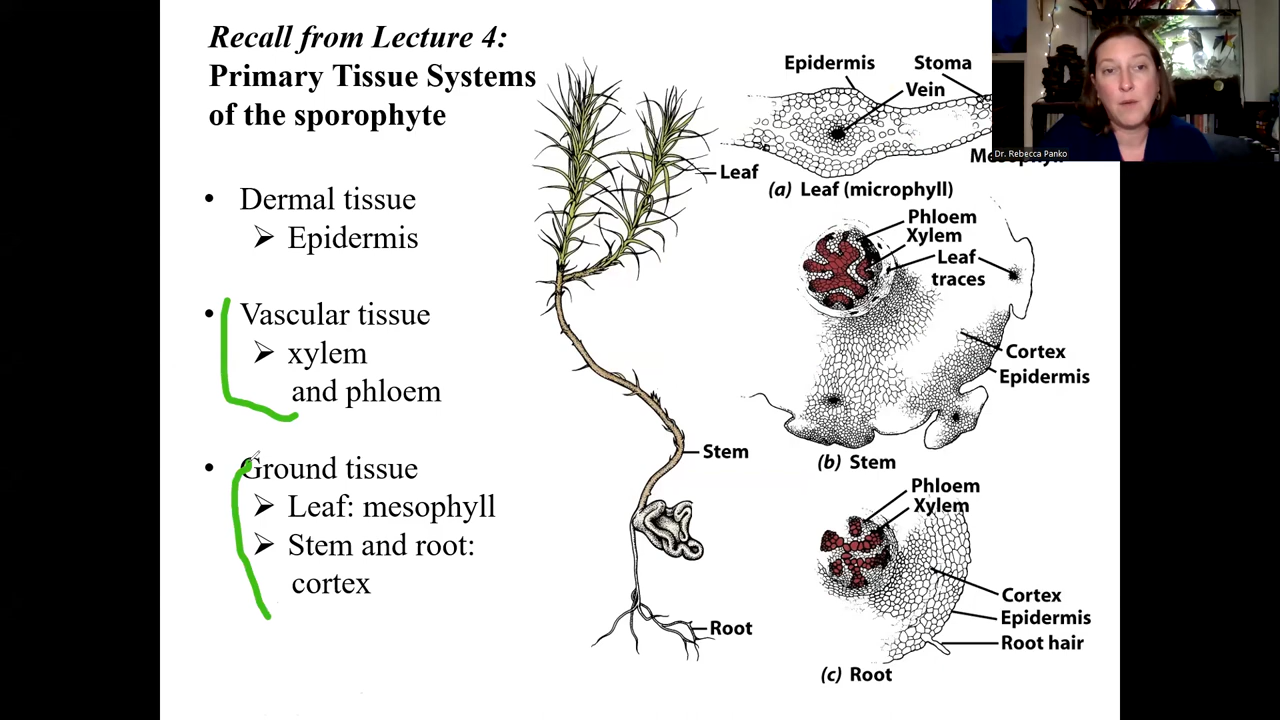 Recall from Lecture 4:
Primary Tissue Systems
of the sporophyte
• Dermal tissue
➢ Epidermis
• Vascular tissue
➢ xylem
and phloem
• Ground tissue
➢ Leaf: mesophyll
➢ Stem and root:
cortex
Leaf
Stem
Root
Epidermis
Stoma
Vein
(a) Leaf (microphyll)
Phloem
Xylem
Leaf
traces
Cortex
Epidermis
(b) Stem
Phloem
Xylem
Cortex
Epidermis
Root hair
(c) Root
Dr. Rebecca Panko